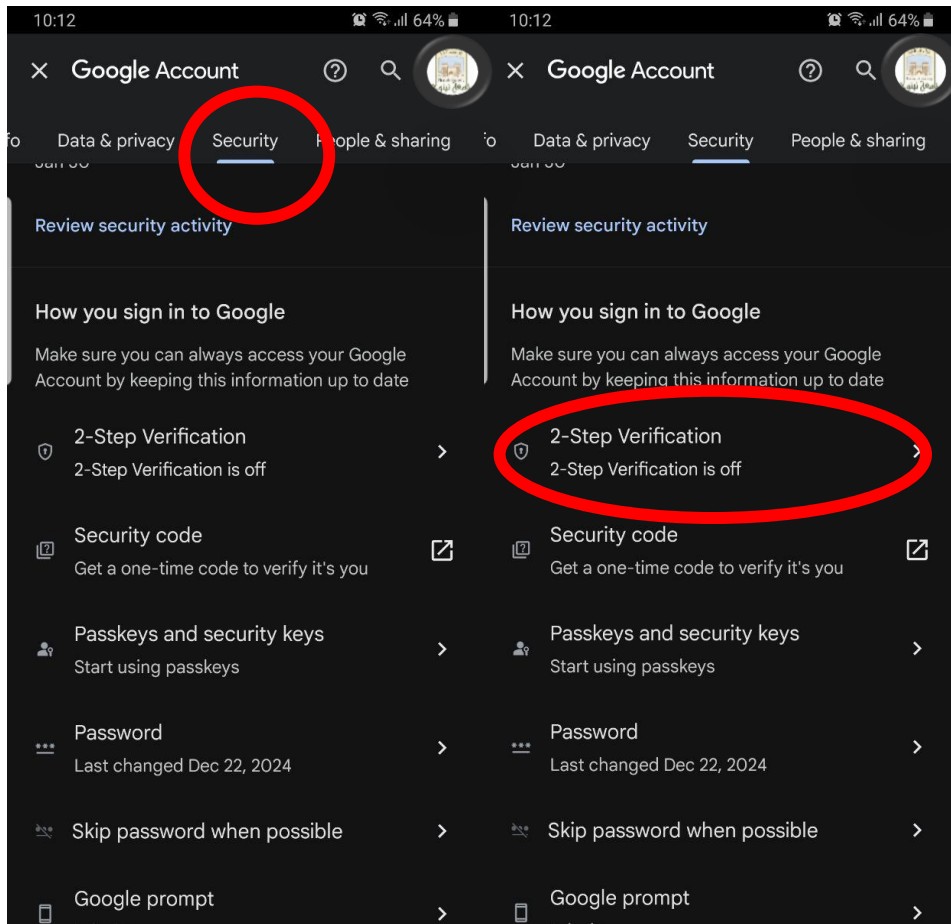 10:12
64%
Google Account
fo
Data & privacy
Security
People & sharing
Jan 30
Review security activity
How you sign in to Google
Make sure you can always access your Google
Account by keeping this information up to date
2-Step Verification
2-Step Verification is off
Security code
Get a one-time code to verify it's you
Passkeys and security keys
Start using passkeys
Password
Last changed Dec 22, 2024
Skip password when possible
Google prompt
10:12
64%
Google Account
fo
Data & privacy
Security
People & sharing
Jan 30
Review security activity
How you sign in to Google
Make sure you can always access your Google
Account by keeping this information up to date
2-Step Verification
2-Step Verification is off
Security code
Get a one-time code to verify it's you
Passkeys and security keys
Start using passkeys
Password
Last changed Dec 22, 2024
Skip password when possible
Google prompt